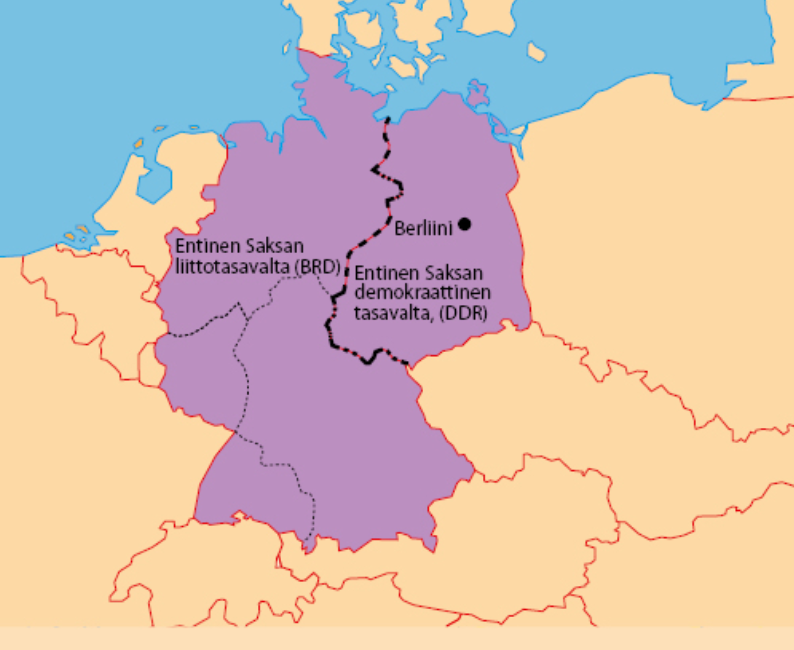 Berliini
Entinen Saksan
liittotasavalta (BRD)
Entinen Saksan
demokraattinen
tasavalta, (DDR)